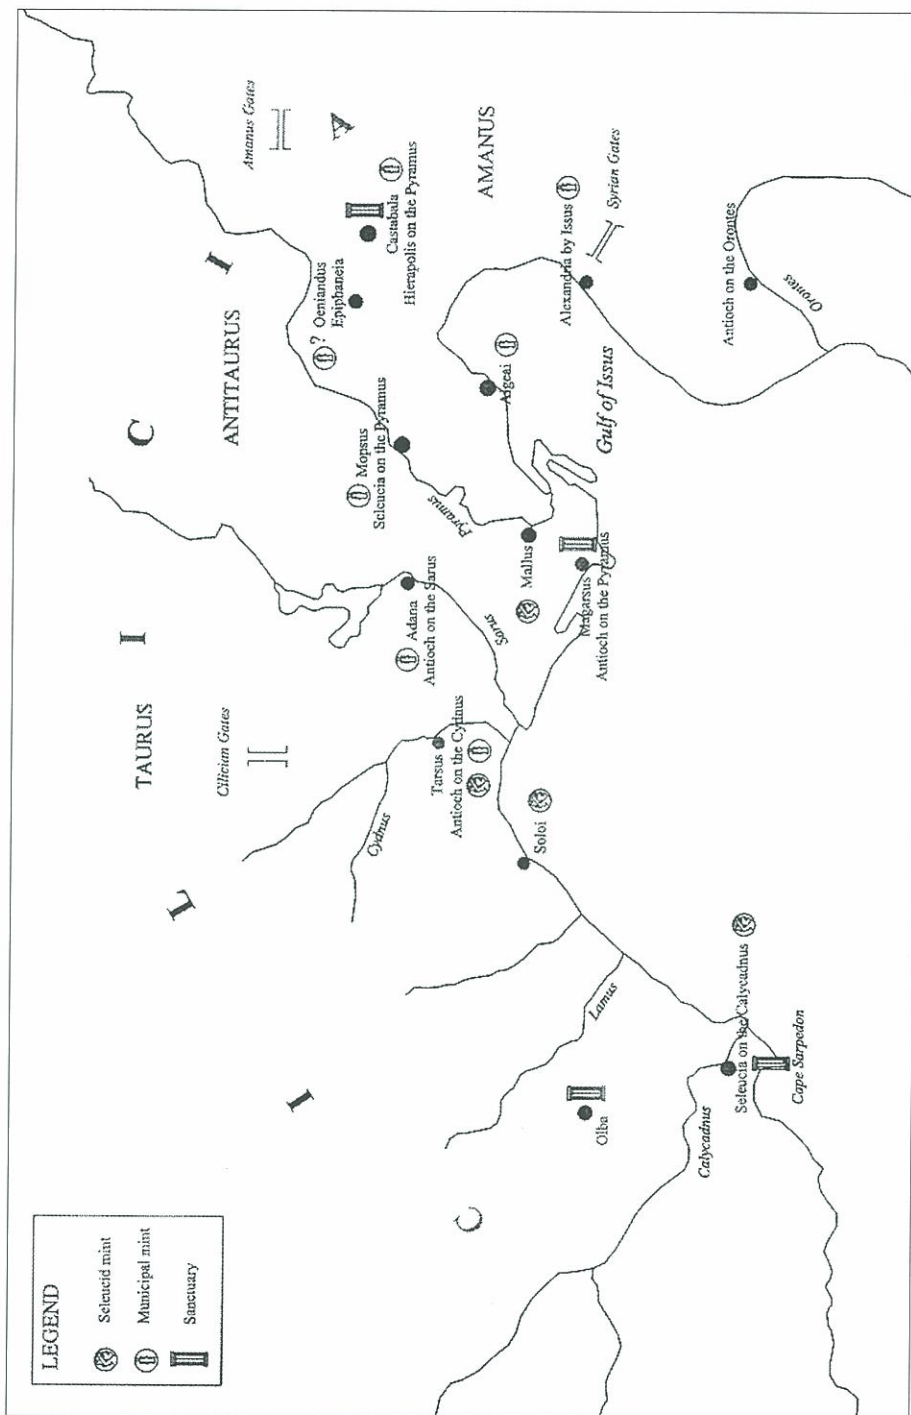 LEGEND
Seleucid mint
Municipal mint
Sanctuary
C I L I C I A
TAURUS
Cilician Gates
ANTITAURUS
Amanus Gates
AMANUS
Olba
Calycadnus
Seleucia on the Calycadnus
Cape Sarpedon
Lamus
Soloi
Cydnus
Tarsus
Antioch on the Cydnus
Adana
Antioch on the Sarus
Sarus
Mopsus
Seleucia on the Pyramus
Pyramus
Mallus
Magarsus
Antioch on the Pyramus
?
Oeniandus
Epiphaneia
Castabala
Hierapolis on the Pyramus
Aigeai
Gulf of Issus
Alexandria by Issus
Syrian Gates
Antioch on the Orontes
Orontes